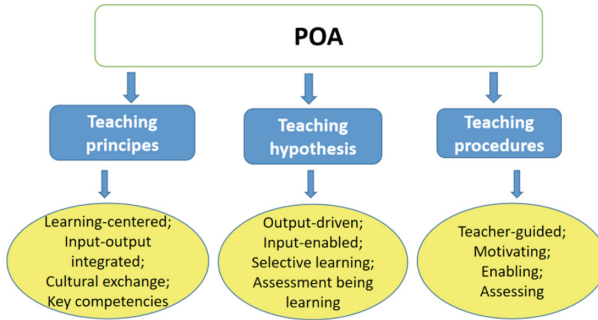 POA
Teaching
principes
Teaching
hypothesis
Teaching
procedures
Learning-centered;
Input-output
integrated;
Cultural exchange;
Key competencies
Output-driven;
Input-enabled;
Selective learning;
Assessment being
learning
Teacher-guided;
Motivating;
Enabling;
Assessing